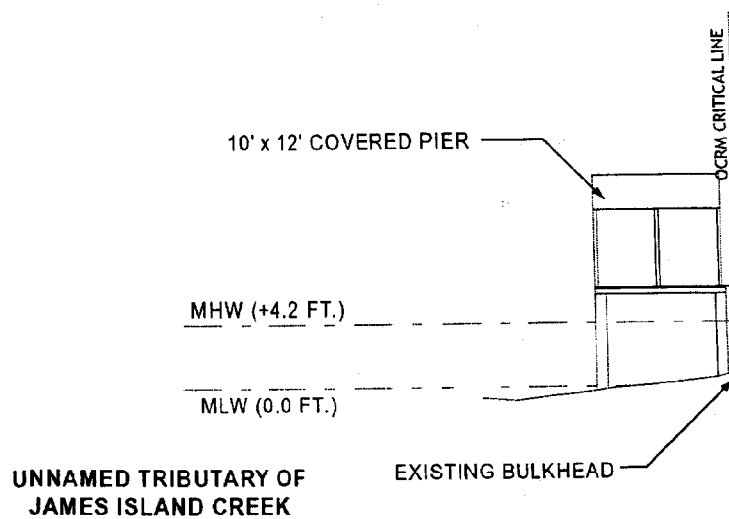 OCRM CRITICAL LINE
10' x 12' COVERED PIER
MHW (+4.2 FT.)
MLW (0.0 FT.)
EXISTING BULKHEAD
UNNAMED TRIBUTARY OF
JAMES ISLAND CREEK